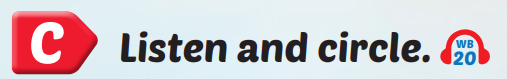 C Listen and circle. WB 20